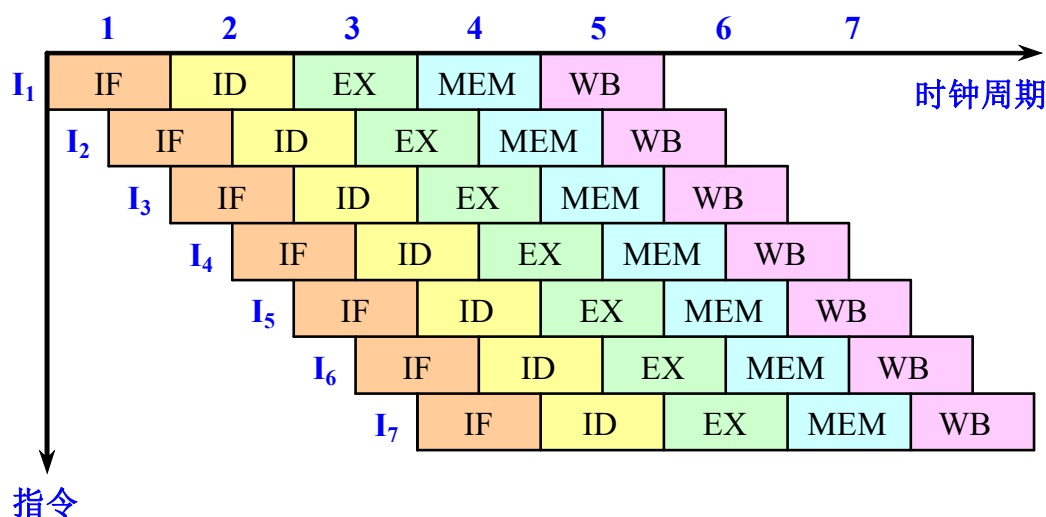 1 2 3 4 5 6 7
I₁ IF ID EX MEM WB
时钟周期
I₂ IF ID EX MEM WB
I₃ IF ID EX MEM WB
I₄ IF ID EX MEM WB
I₅ IF ID EX MEM WB
I₆ IF ID EX MEM WB
I₇ IF ID EX MEM WB
指令